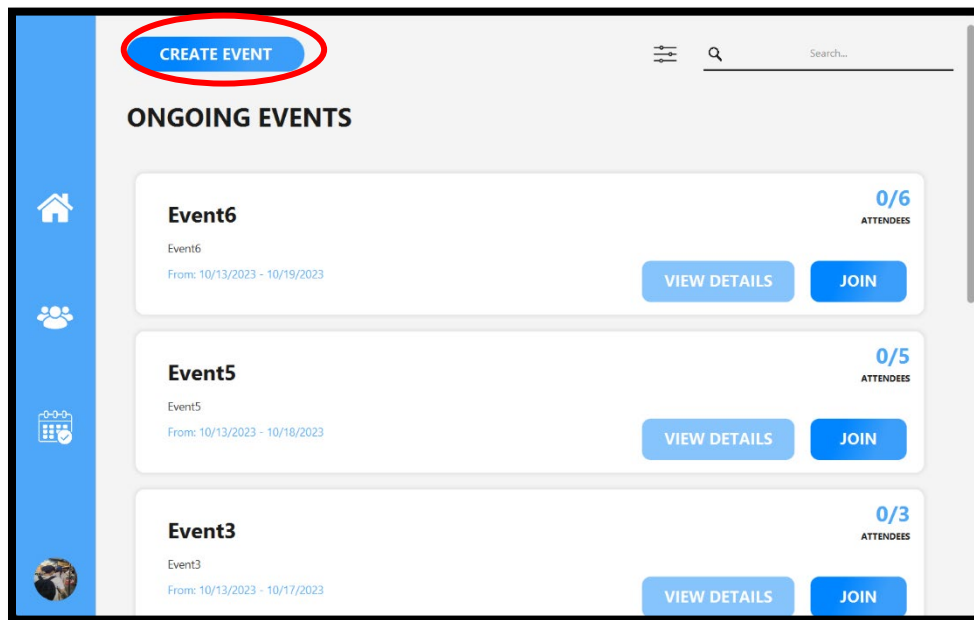 CREATE EVENT
Search...
ONGOING EVENTS
Event6
0/6
ATTENDEES
Event6
From: 10/13/2023 - 10/19/2023
VIEW DETAILS
JOIN
Event5
0/5
ATTENDEES
Event5
From: 10/13/2023 - 10/18/2023
VIEW DETAILS
JOIN
Event3
0/3
ATTENDEES
Event3
From: 10/13/2023 - 10/17/2023
VIEW DETAILS
JOIN